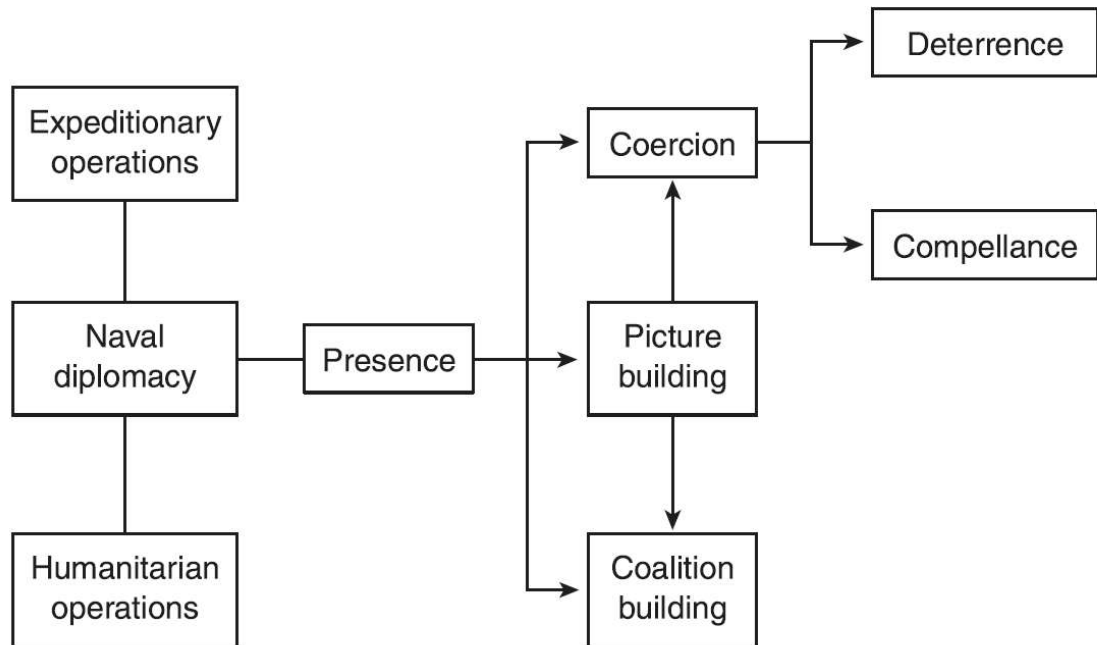 Expeditionary
operations
Naval
diplomacy
Humanitarian
operations
Presence
Coercion
Picture
building
Coalition
building
Deterrence
Compellance